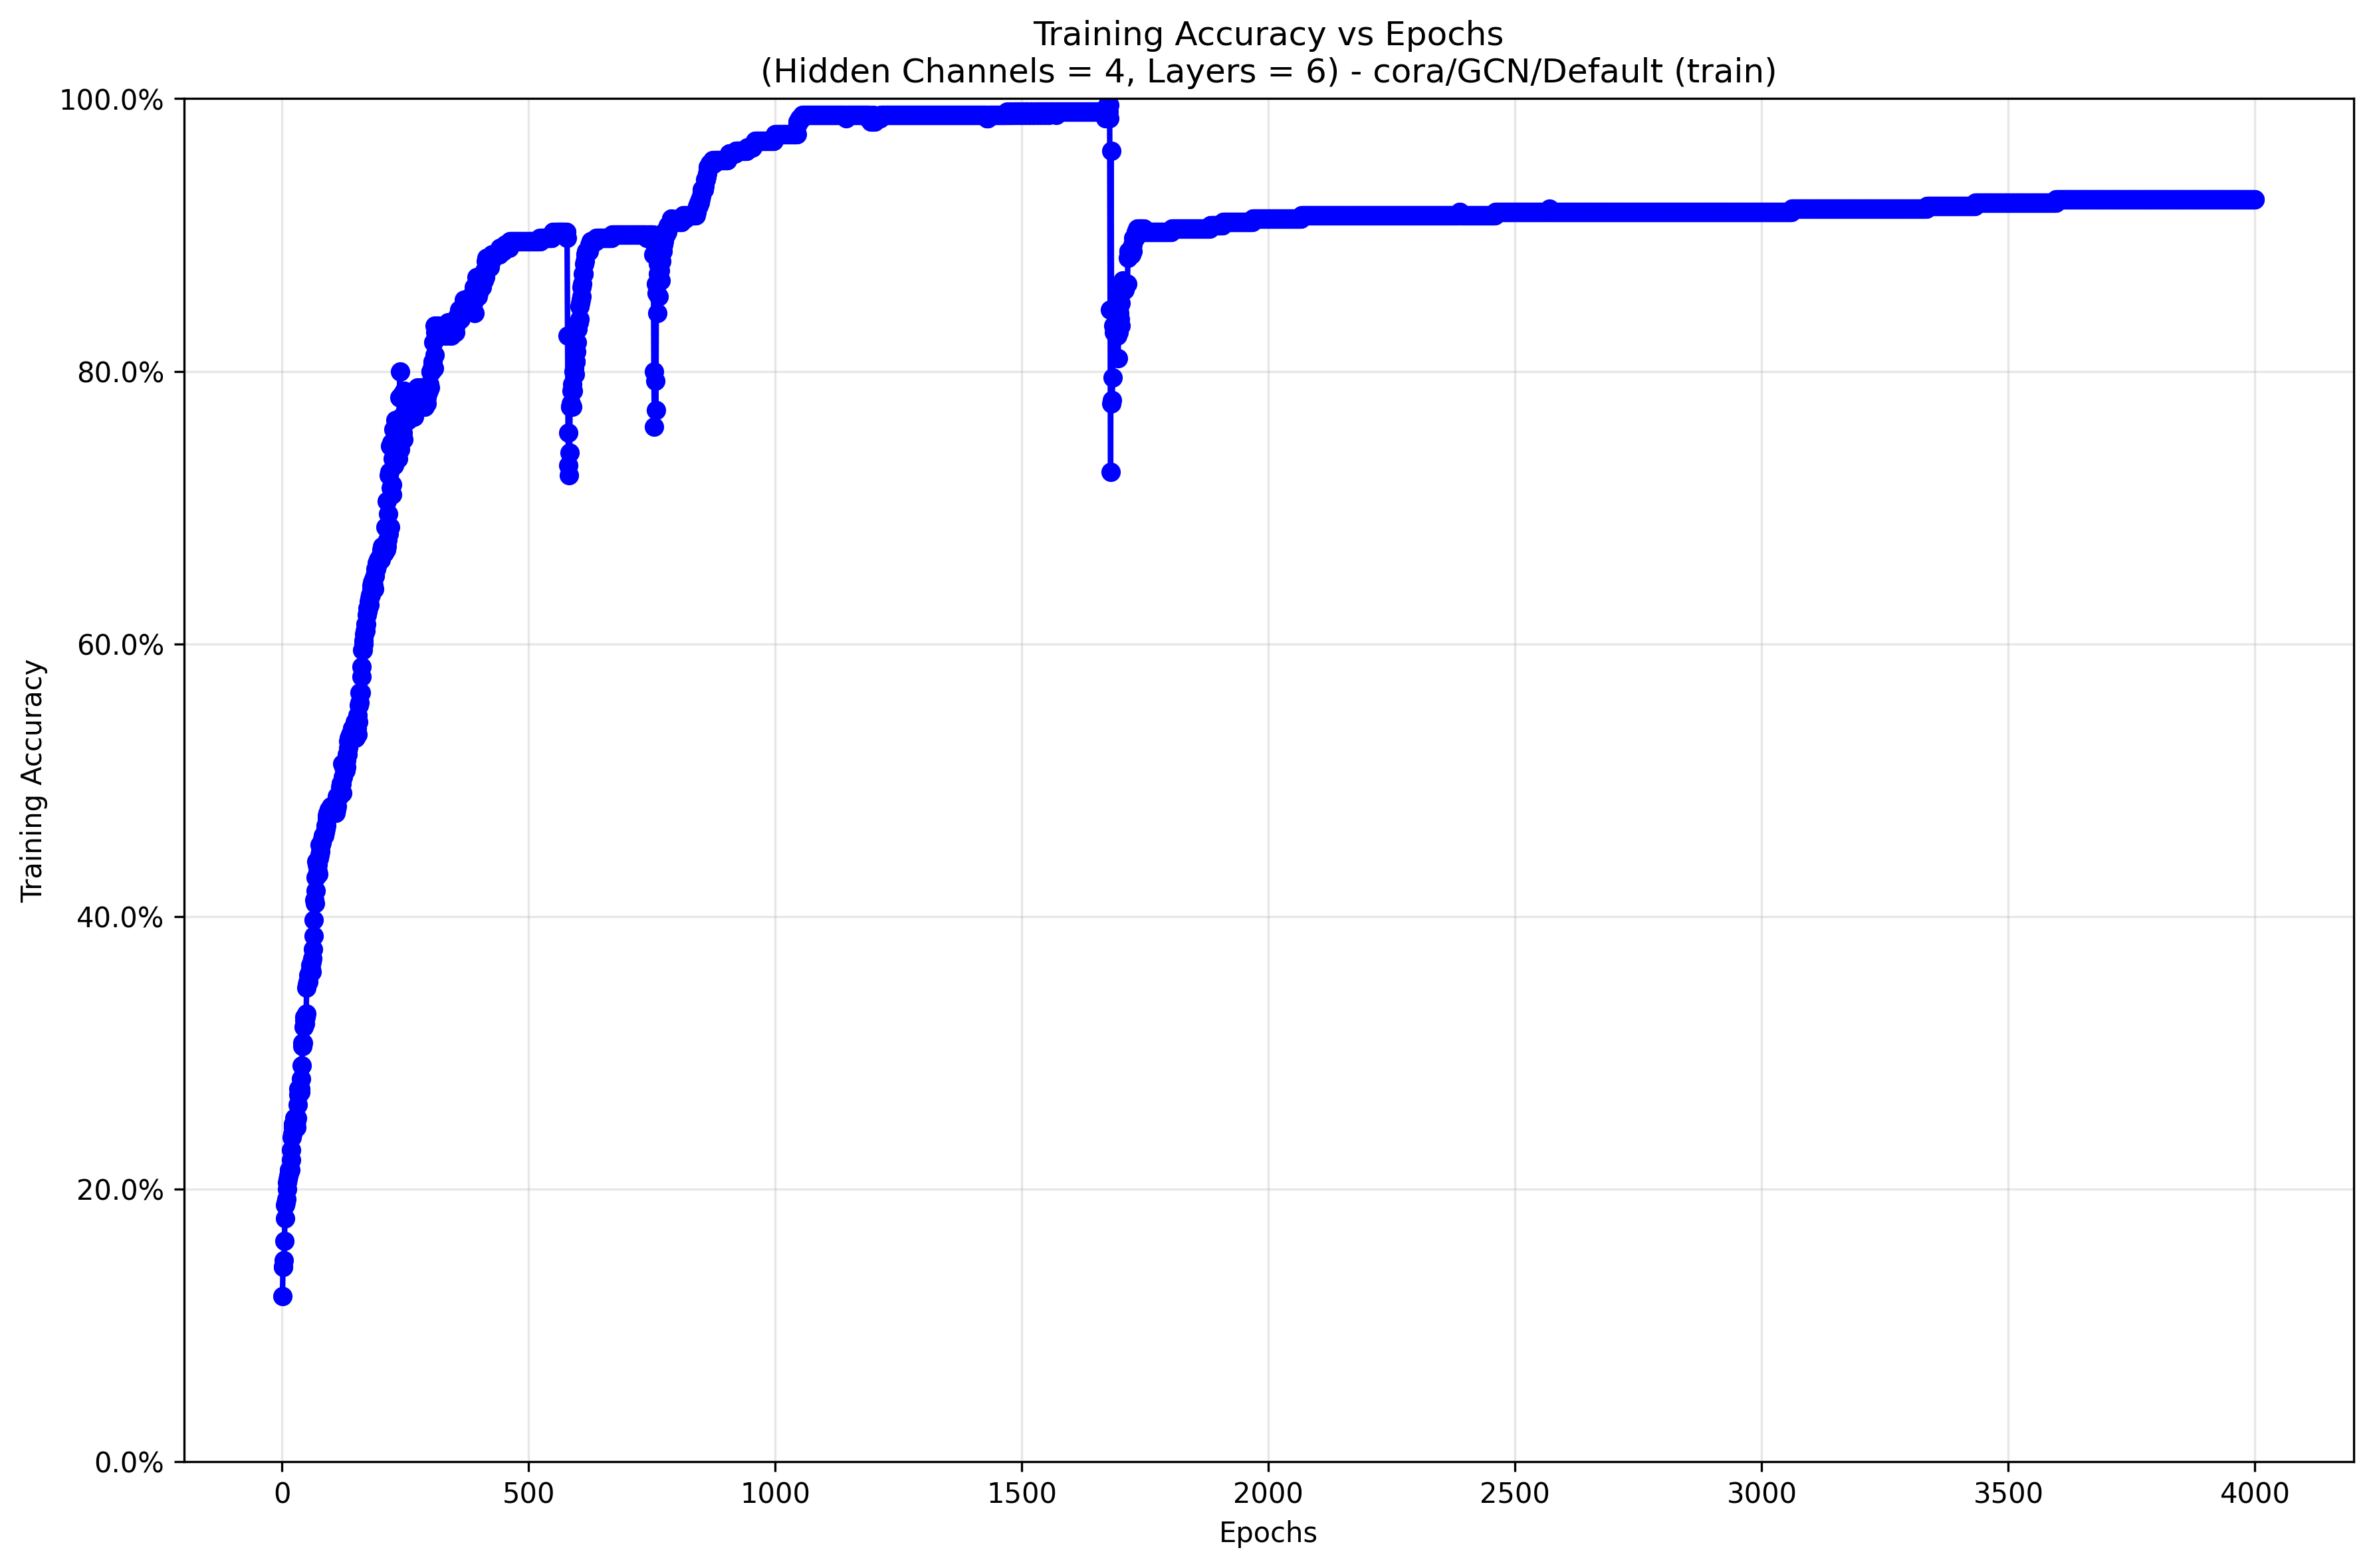 Training Accuracy vs Epochs
(Hidden Channels = 4, Layers = 6) - cora/GCN/Default (train)
100.0%
80.0%
60.0%
40.0%
20.0%
0.0%
Training Accuracy
0 500 1000 1500 2000 2500 3000 3500 4000
Epochs